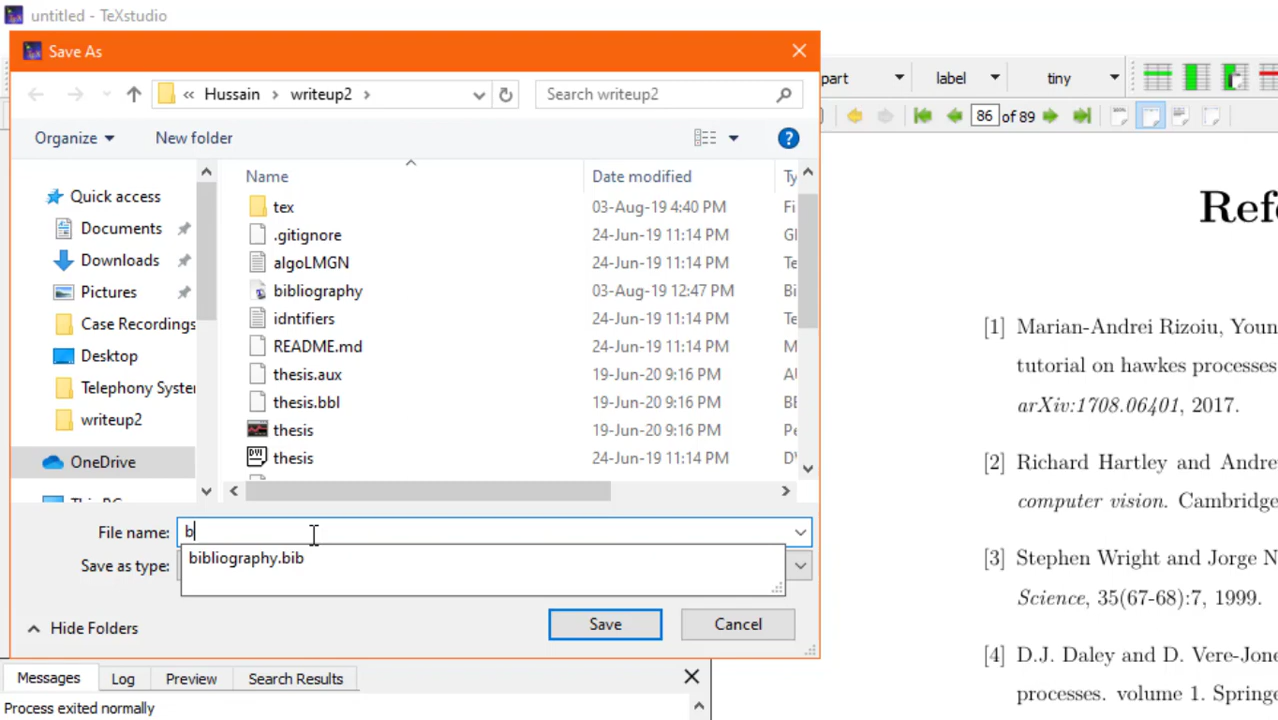 untitled - TeXstudio
Save As
« Hussain › writeup2 ›
Search writeup2
Organize
New folder
part
label
tiny
86 of 89
Name
Date modified
Ty
Quick access
Documents
Downloads
Pictures
Case Recordings
Desktop
Telephony Syste
writeup2
OneDrive
tex 03-Aug-19 4:40 PM Fi
.gitignore 24-Jun-19 11:14 PM
algoLMGN 24-Jun-19 11:14 PM Te
bibliography 03-Aug-19 12:47 PM Bi
idntifiers 24-Jun-19 11:14 PM Te
README.md 24-Jun-19 11:14 PM M
thesis.aux 19-Jun-20 9:16 PM
thesis.bbl 19-Jun-20 9:16 PM
thesis 19-Jun-20 9:16 PM Pe
thesis 24-Jun-19 11:14 PM
File name: b
bibliography.bib
Save as type:
Hide Folders
Save
Cancel
Messages
Log
Preview
Search Results
Process exited normally
Refe
[1] Marian-Andrei Rizoiu, Youn
tutorial on hawkes processes
arXiv:1708.06401, 2017.
[2] Richard Hartley and Andre
computer vision. Cambridge
[3] Stephen Wright and Jorge N
Science, 35(67-68):7, 1999.
[4] D.J. Daley and D. Vere-Jone
processes. volume 1. Springe